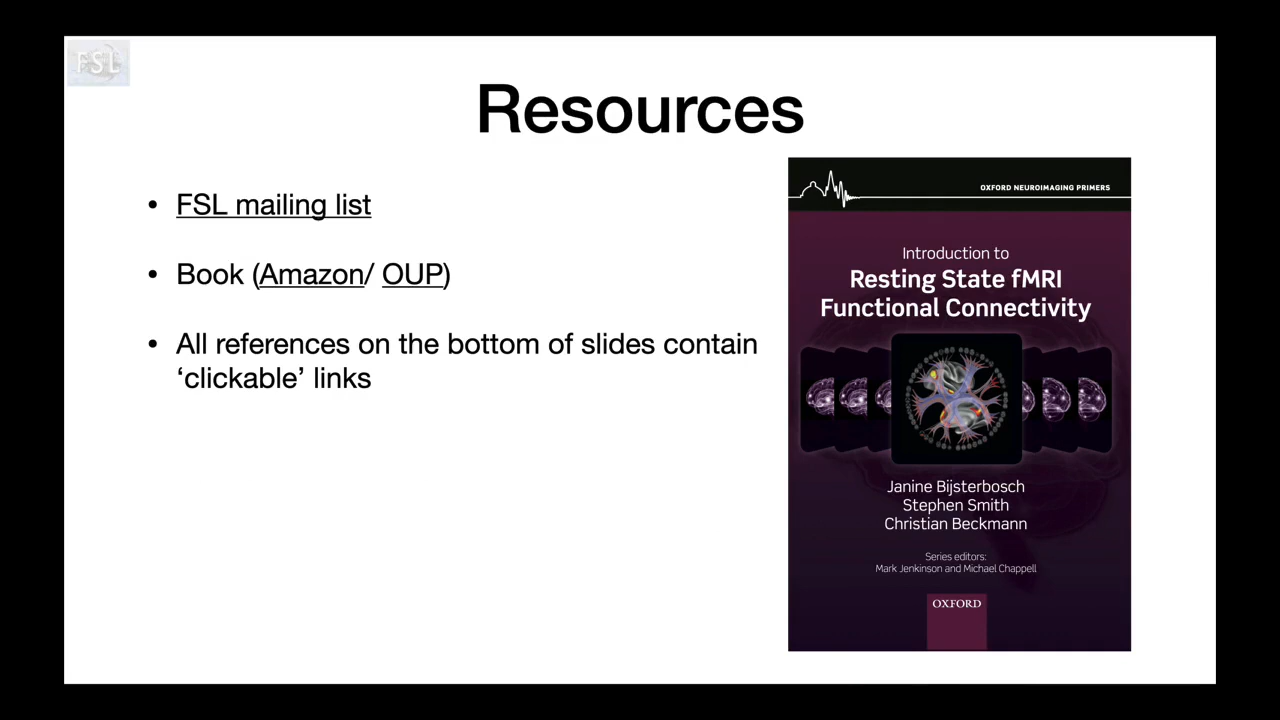 FSL
Resources
• FSL mailing list
• Book (Amazon/ OUP)
• All references on the bottom of slides contain
‘clickable’ links
OXFORD NEUROIMAGING PRIMERS
Introduction to
Resting State fMRI
Functional Connectivity
Janine Bijsterbosch
Stephen Smith
Christian Beckmann
Series editors:
Mark Jenkinson and Michael Chappell
OXFORD